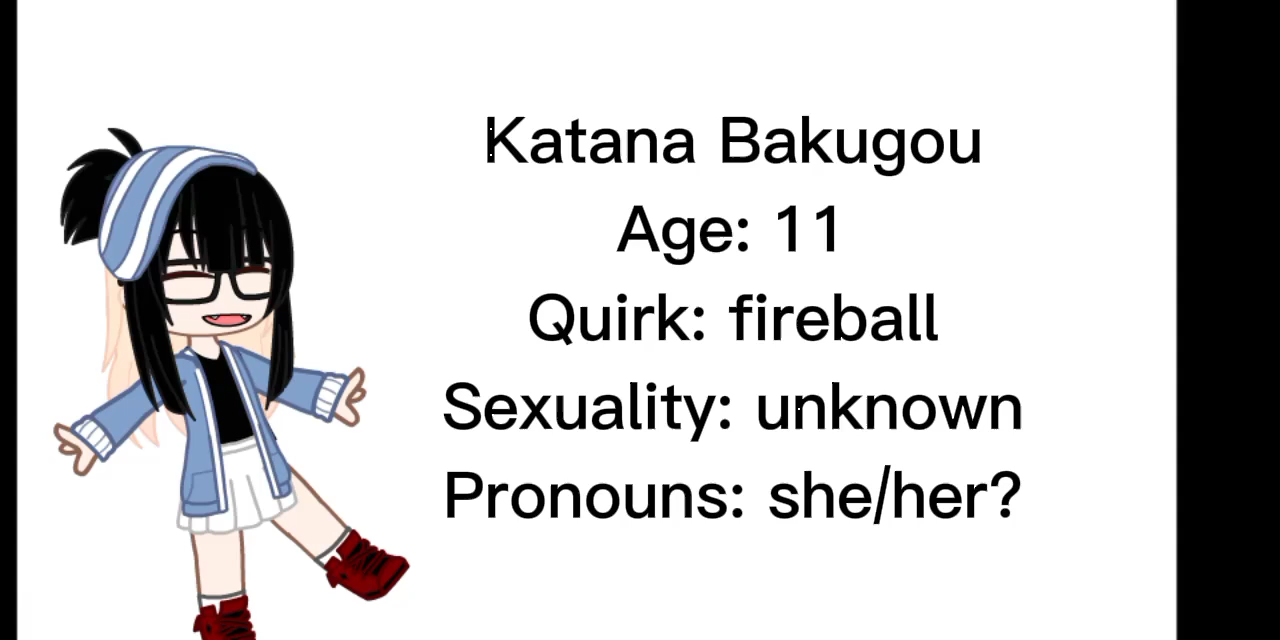 Katana Bakugou
Age: 11
Quirk: fireball
Sexuality: unknown
Pronouns: she/her?